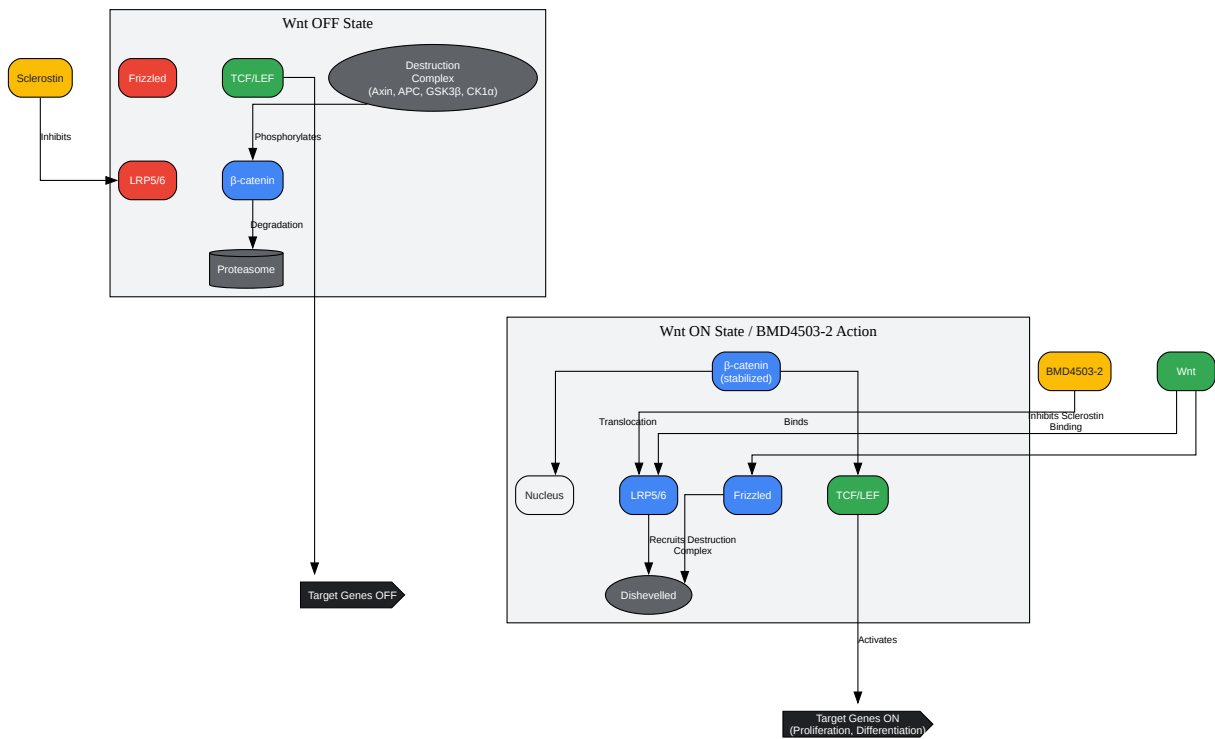 Wnt OFF State
Sclerostin
Frizzled
TCF/LEF
Destruction
Complex
(Axin, APC, GSK3β, CK1α)
Inhibits
Phosphorylates
LRP5/6
β-catenin
Degradation
Proteasome
Wnt ON State / BMD4503-2 Action
β-catenin
(stabilized)
BMD4503-2
Wnt
Translocation
Binds
Inhibits Sclerostin
Binding
Nucleus
LRP5/6
Frizzled
TCF/LEF
Recruits Destruction
Complex
Dishevelled
Target Genes OFF
Activates
Target Genes ON
(Proliferation, Differentiation)